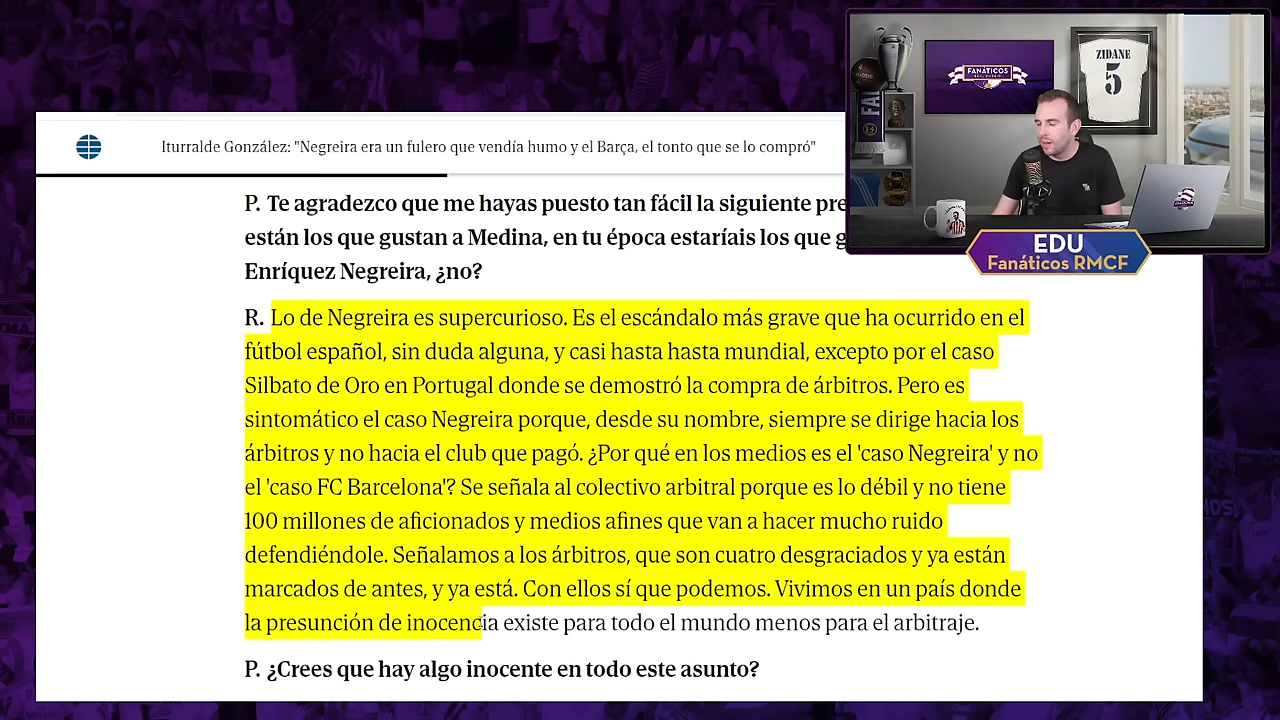 Iturralde González: "Negreira era un fulero que vendía humo y el Barça, el tonto que se lo compró"
P. Te agradezco que me hayas puesto tan fácil la siguiente pre
están los que gustan a Medina, en tu época estaríais los que g
Enríquez Negreira, ¿no?
R. Lo de Negreira es supercurioso. Es el escándalo más grave que ha ocurrido en el
fútbol español, sin duda alguna, y casi hasta hasta mundial, excepto por el caso
Silbato de Oro en Portugal donde se demostró la compra de árbitros. Pero es
sintomático el caso Negreira porque, desde su nombre, siempre se dirige hacia los
árbitros y no hacia el club que pagó. ¿Por qué en los medios es el 'caso Negreira' y no
el 'caso FC Barcelona'? Se señala al colectivo arbitral porque es lo débil y no tiene
100 millones de aficionados y medios afines que van a hacer mucho ruido
defendiéndole. Señalamos a los árbitros, que son cuatro desgraciados y ya están
marcados de antes, y ya está. Con ellos sí que podemos. Vivimos en un país donde
la presunción de inocencia existe para todo el mundo menos para el arbitraje.
P. ¿Crees que hay algo inocente en todo este asunto?
FANÁTICOS
ZIDANE
5
FAN
EDU
Fanáticos RMCF